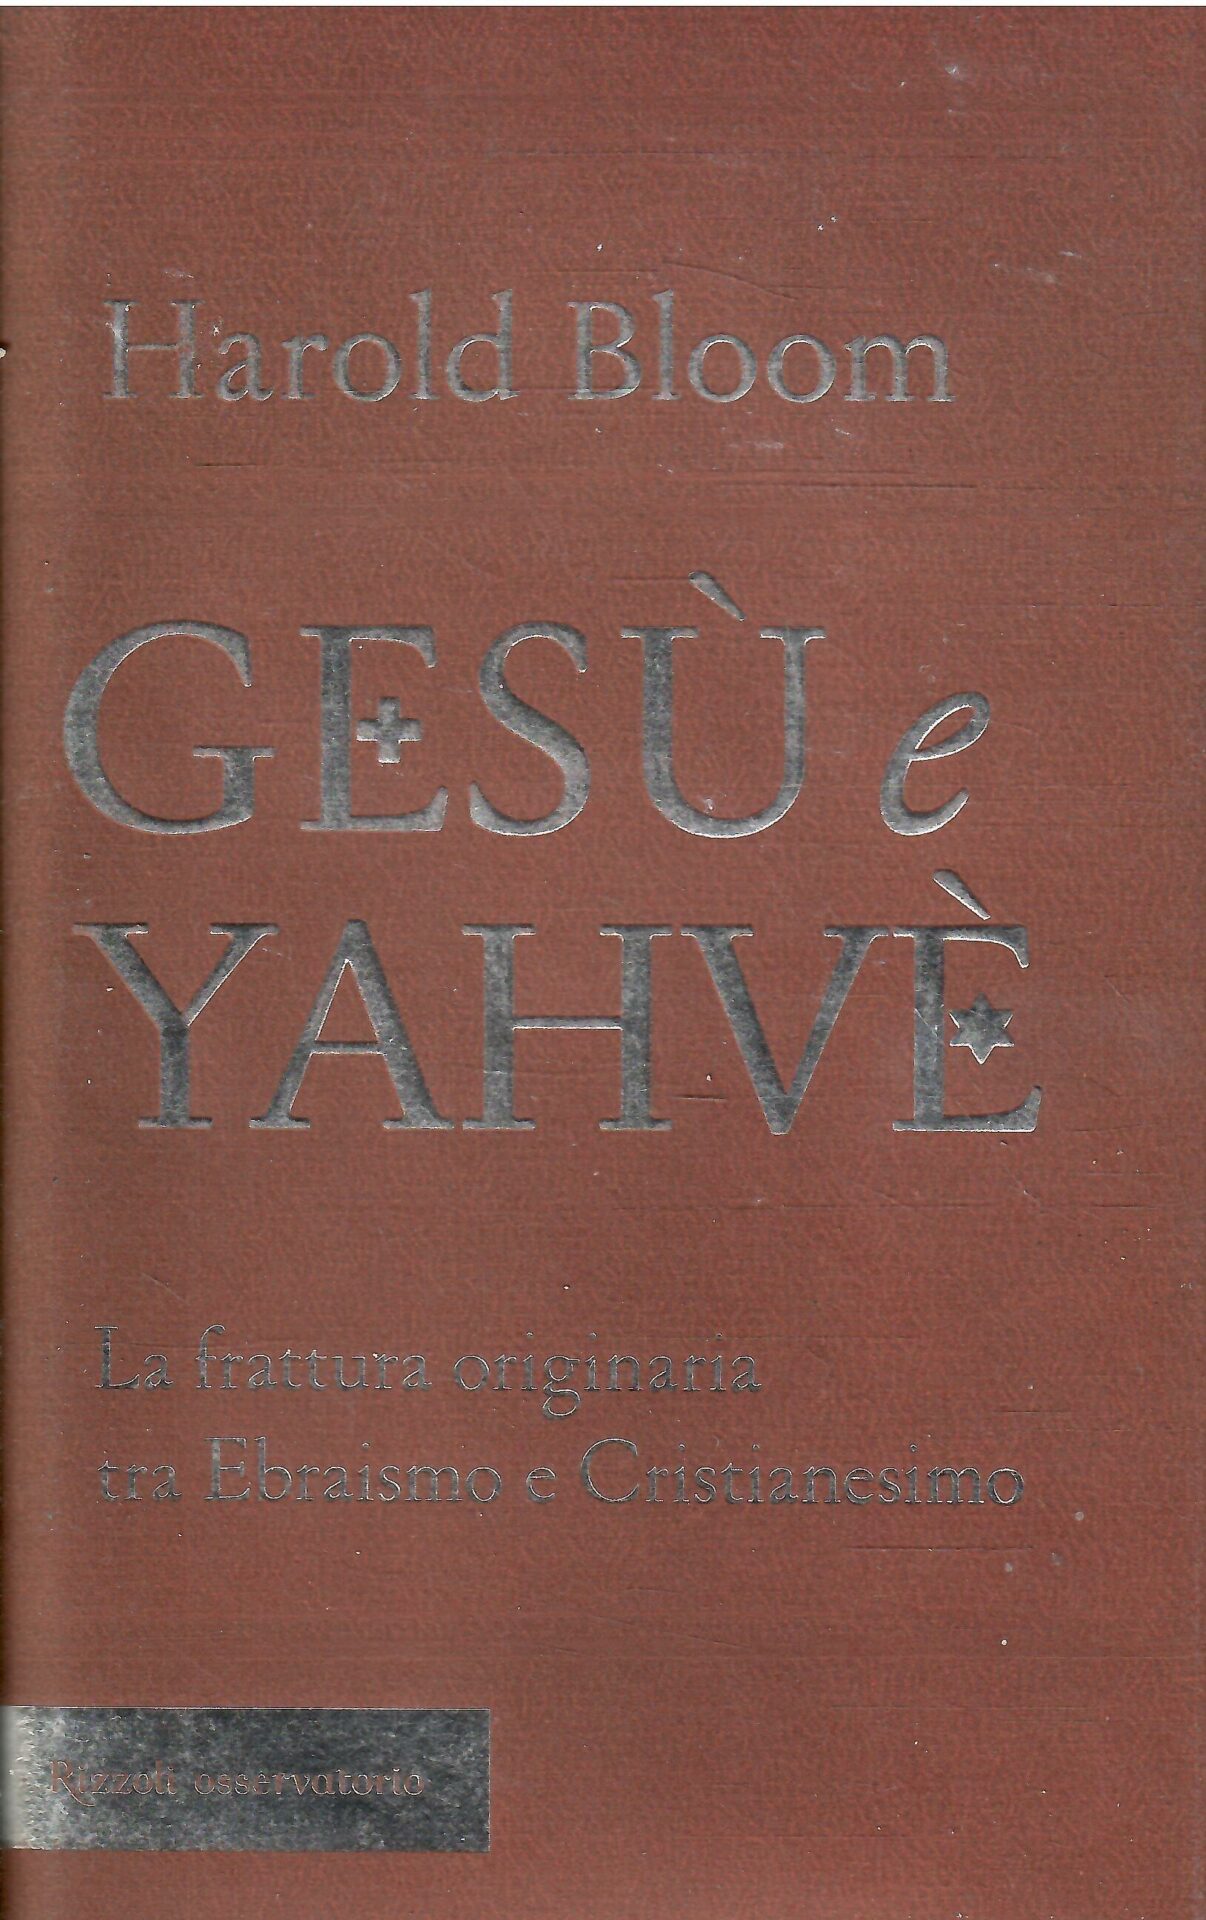 Harold Bloom
GESÙ e
YAHVÈ
La frattura originaria
tra Ebraismo e Cristianesimo
Rizzoli osservatorio